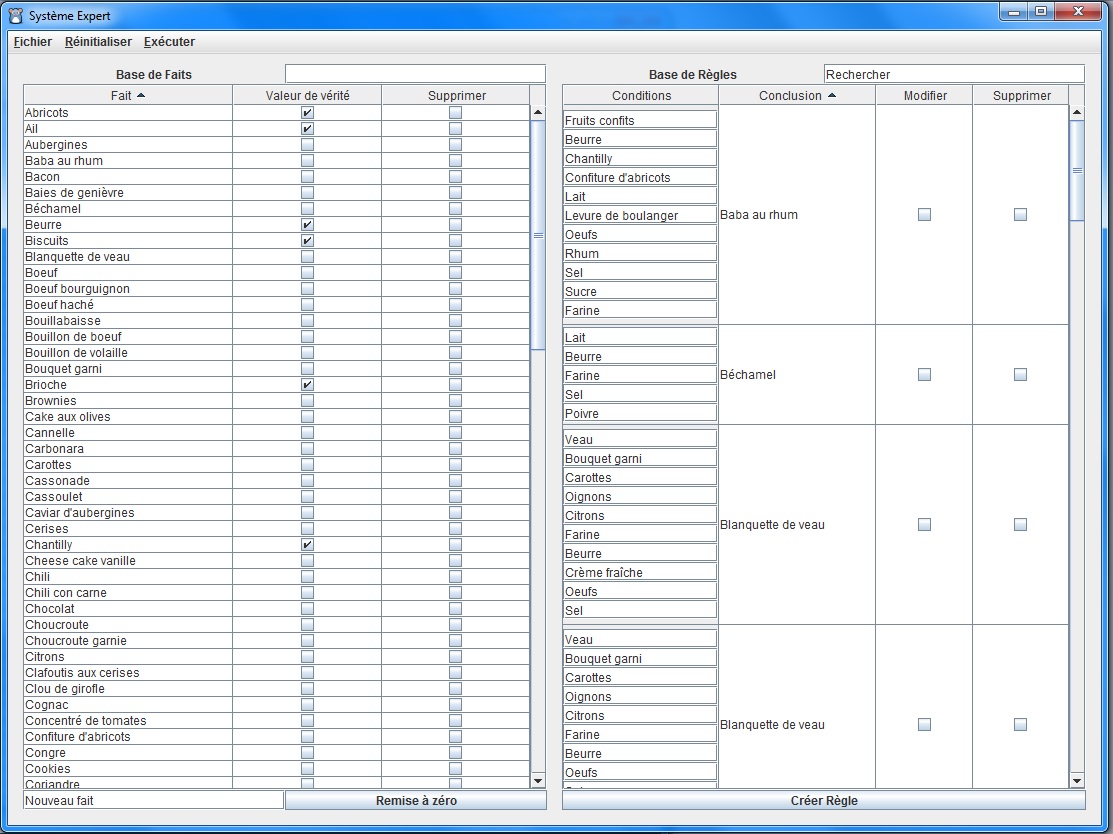 Système Expert
Fichier Réinitialiser Exécuter
Base de Faits
Fait Valeur de vérité Supprimer
Abricots
Ail
Aubergines
Baba au rhum
Bacon
Baies de genièvre
Béchamel
Beurre
Biscuits
Blanquette de veau
Boeuf
Boeuf bourguignon
Boeuf haché
Bouillabaisse
Bouillon de boeuf
Bouillon de volaille
Bouquet garni
Brioche
Brownies
Cake aux olives
Cannelle
Carbonara
Carottes
Cassonade
Cassoulet
Caviar d'aubergines
Cerises
Chantilly
Cheese cake vanille
Chili
Chili con carne
Chocolat
Choucroute
Choucroute garnie
Citrons
Clafoutis aux cerises
Clou de girofle
Cognac
Concentré de tomates
Confiture d'abricots
Congre
Cookies
Coriandre
Nouveau fait Remise à zéro
Base de Règles Rechercher
Conditions Conclusion Modifier Supprimer
Fruits confits
Beurre
Chantilly
Confiture d'abricots
Lait
Levure de boulanger
Baba au rhum
Oeufs
Rhum
Sel
Sucre
Farine
Lait
Beurre
Farine
Béchamel
Sel
Poivre
Veau
Bouquet garni
Carottes
Oignons
Citrons
Blanquette de veau
Farine
Beurre
Crème fraîche
Oeufs
Sel
Veau
Bouquet garni
Carottes
Oignons
Citrons
Blanquette de veau
Farine
Beurre
Oeufs
Créer Règle